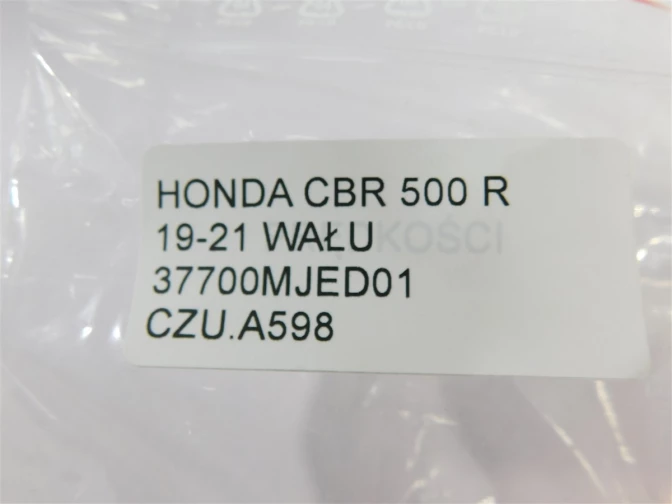 HONDA CBR 500 R
19-21 WAŁU
37700MJED01
CZU.A598